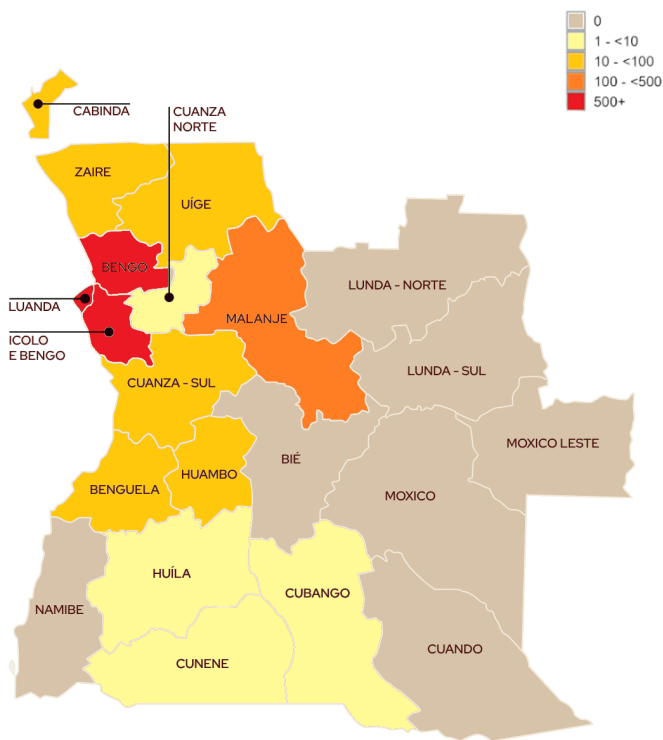 0
1 - <10
10 - <100
100 - <500
500+
CABINDA
CUANZA
NORTE
ZAIRE
UÍGE
BENGO
LUNDA - NORTE
LUANDA
MALANJE
ICOLO
E BENGO
LUNDA - SUL
CUANZA - SUL
MOXICO LESTE
BIÉ
HUAMBO
BENGUELA
MOXICO
HUÍLA
CUBANGO
NAMIBE
CUANDO
CUNENE